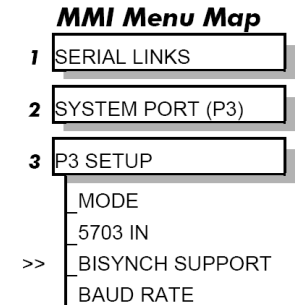 MMI Menu Map
1 SERIAL LINKS
2 SYSTEM PORT (P3)
3 P3 SETUP
MODE
5703 IN
>> BISYNCH SUPPORT
BAUD RATE